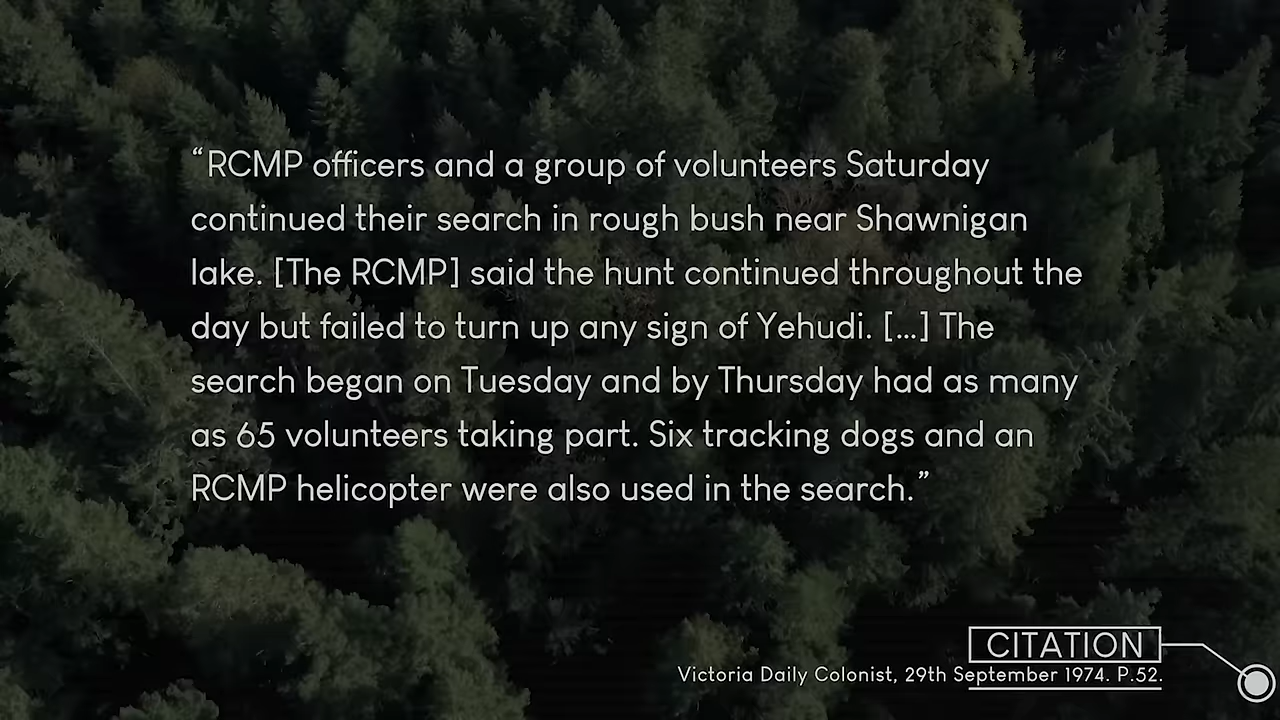 “RCMP officers and a group of volunteers Saturday
continued their search in rough bush near Shawnigan
lake. [The RCMP] said the hunt continued throughout the
day but failed to turn up any sign of Yehudi. [...] The
search began on Tuesday and by Thursday had as many
as 65 volunteers taking part. Six tracking dogs and an
RCMP helicopter were also used in the search.”
CITATION
Victoria Daily Colonist, 29th September 1974. P.52.